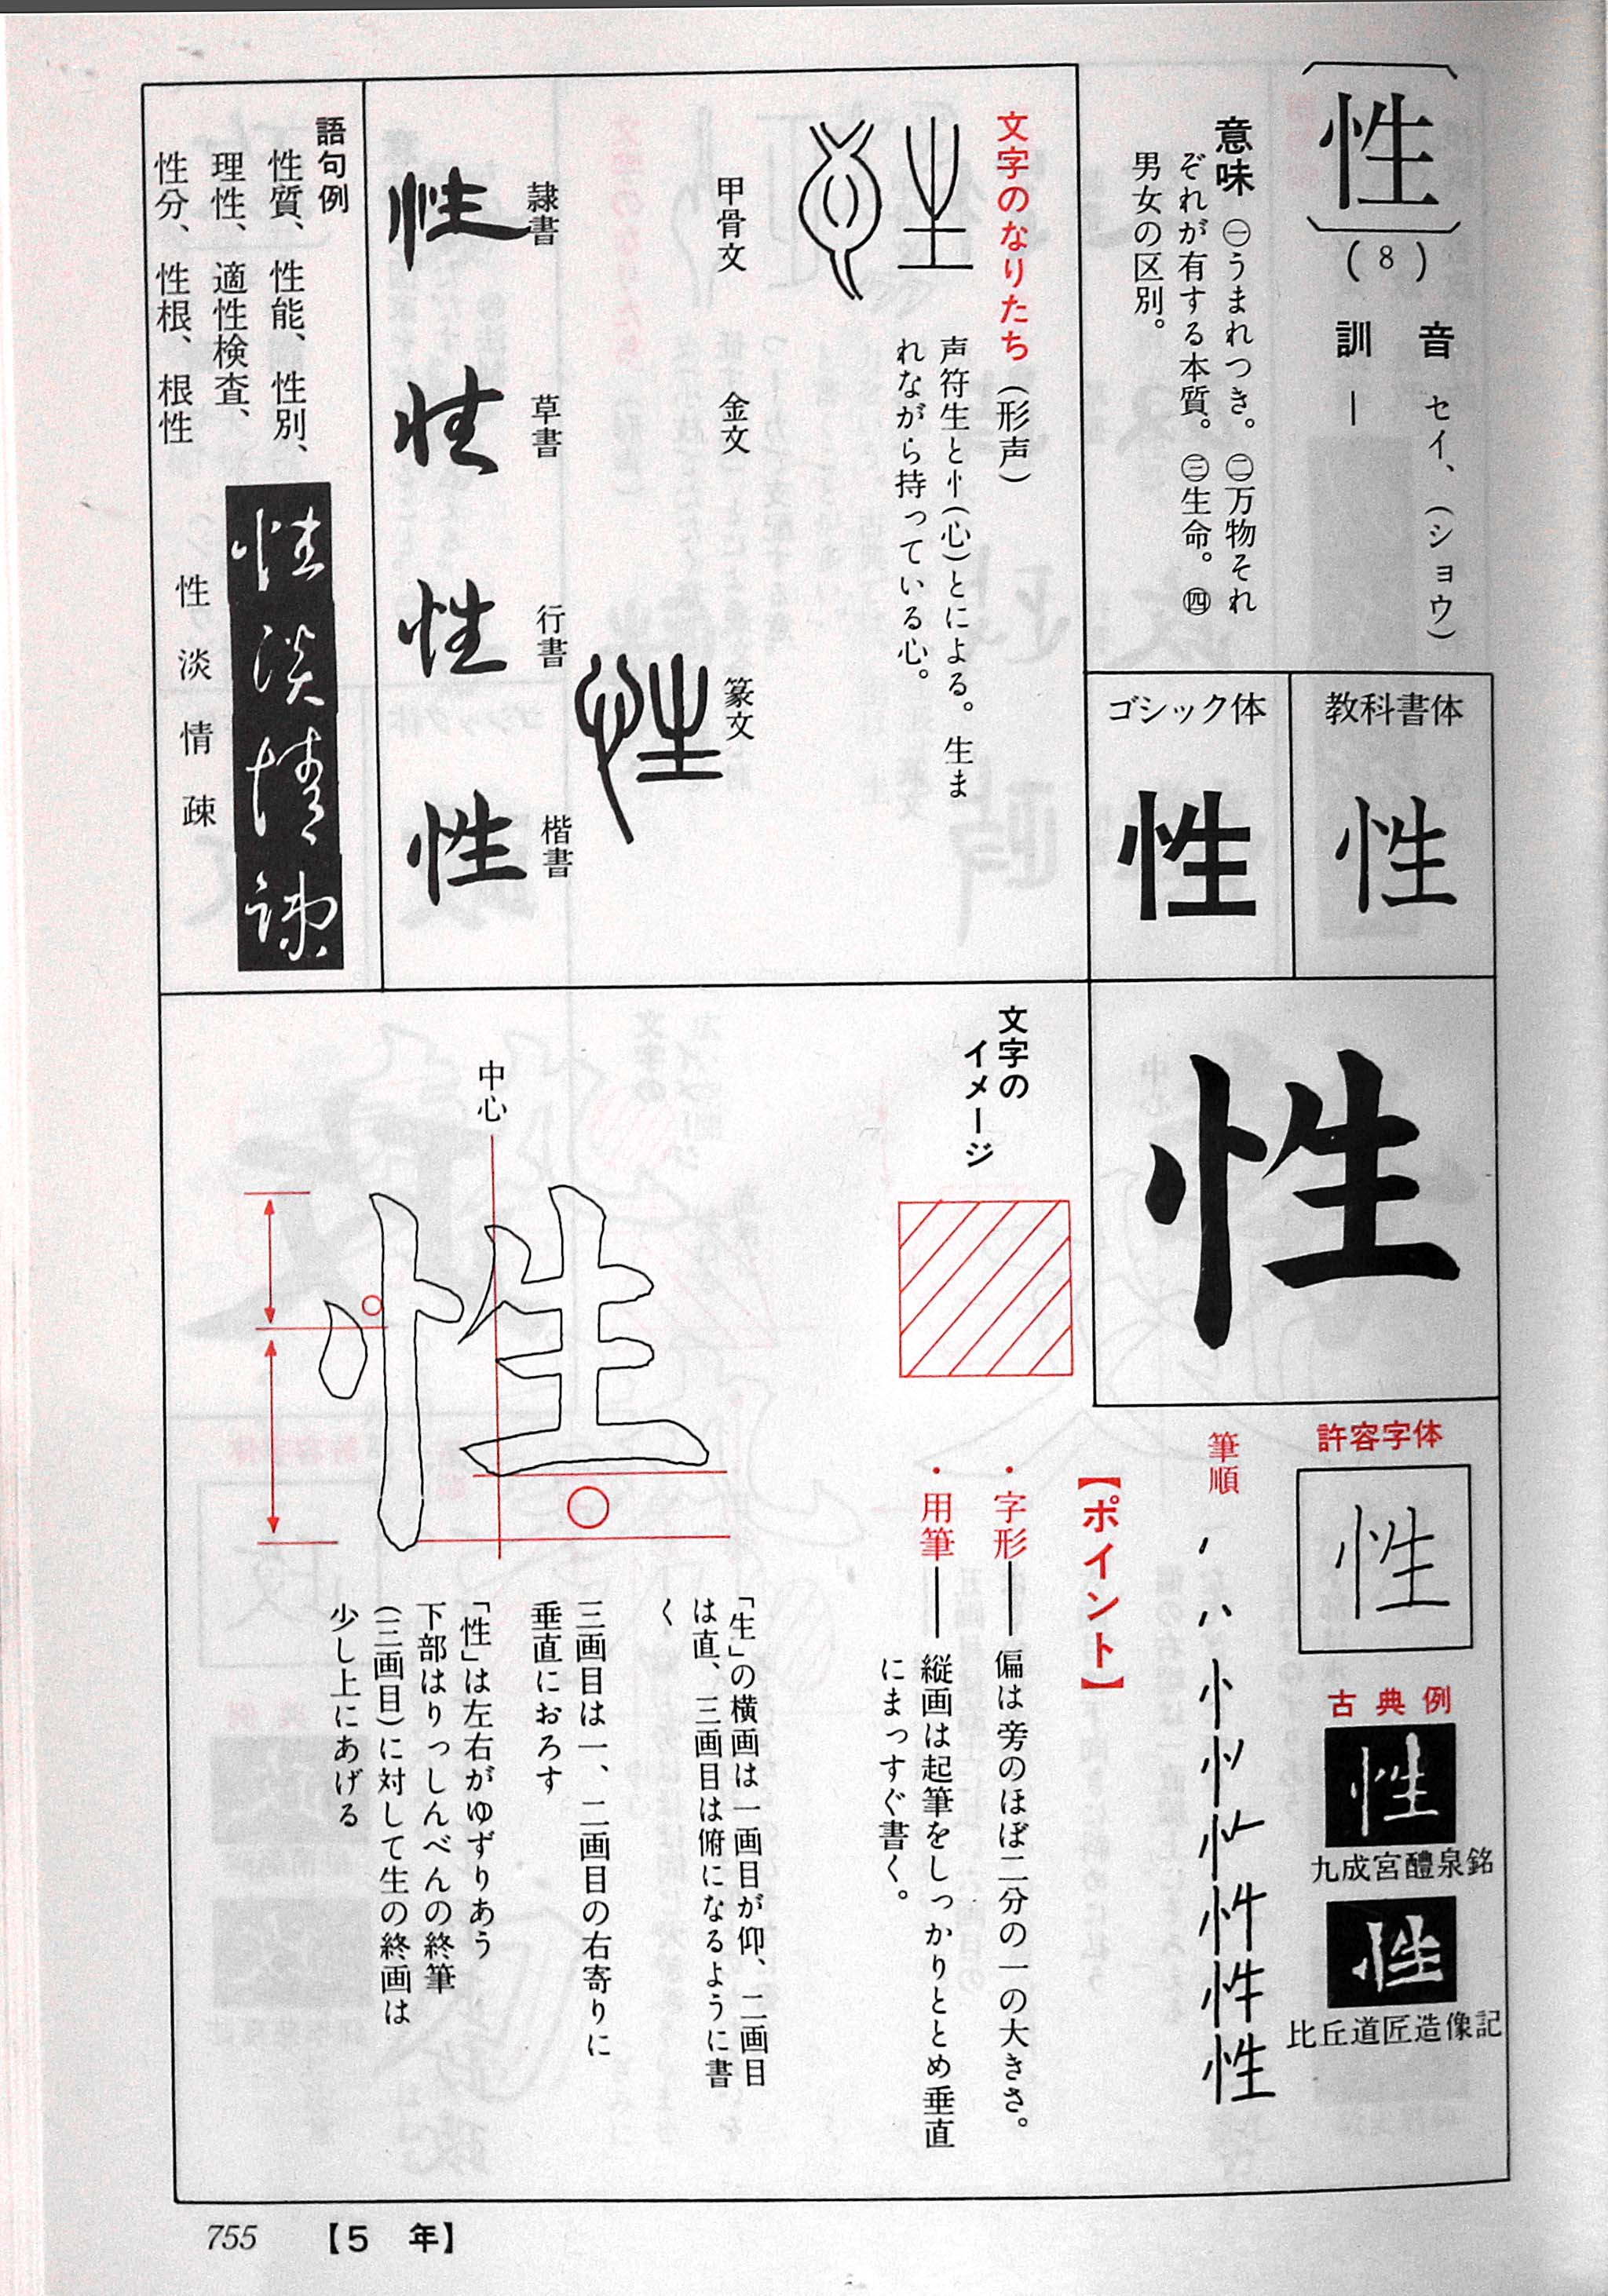 性
(8)
音 セイ、(ショウ)
訓 ―
意味 ㊀うまれつき。㊁万物それ
ぞれが有する本質。㊂生命。㊃
男女の区別。
教科書体
性
ゴシック体
性
文字のなりたち(形声)
声符生と忄(心)とによる。生ま
れながら持っている心。
甲骨文
金文
篆文
性
隷書
性
草書
性
行書
性
楷書
性
語句例
性質、性能、性別、
理性、適性検査、
性分、性根、根性
性淡情疎
性淡情疎
性
許容字体
性
古典例
性
九成宮醴泉銘
性
比丘道匠造像記
筆順
性
文字の
イメージ
【ポイント】
・字形―偏は旁のほぼ二分の一の大きさ。
・用筆―縦画は起筆をしっかりととめ垂直
にまっすぐ書く。
中心
性
「生」の横画は一画目が仰、二画目
は直、三画目は俯になるように書
く
三画目は一、二画目の右寄りに
垂直におろす
「性」は左右がゆずりあう
下部はりっしんべんの終筆
(三画目)に対して生の終画は
少し上にあげる
755
【5 年】